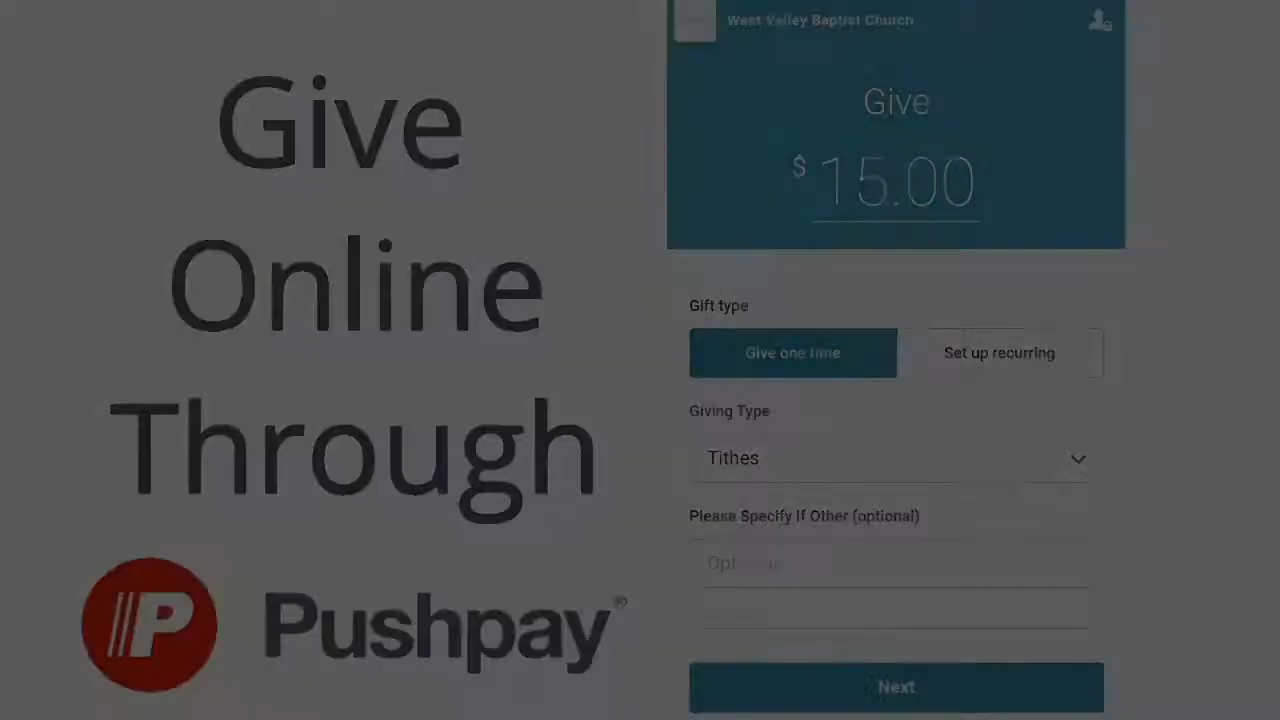 Give
Online
Through
P Pushpay®
West Valley Baptist Church
Give
$ 15.00
Gift type
Give one time Set up recurring
Giving Type
Tithes
Please Specify If Other (optional)
Next